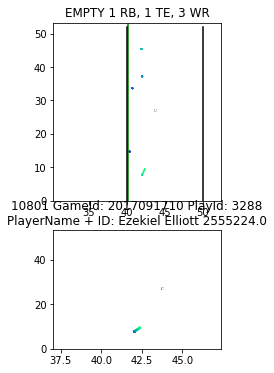 EMPTY 1 RB, 1 TE, 3 WR
50
40
30
20
10
0
35 40 45 50
10801 GameId: 2017091710 PlayId: 3288
PlayerName + ID: Ezekiel Elliott 2555224.0
40
20
0
37.5 40.0 42.5 45.0